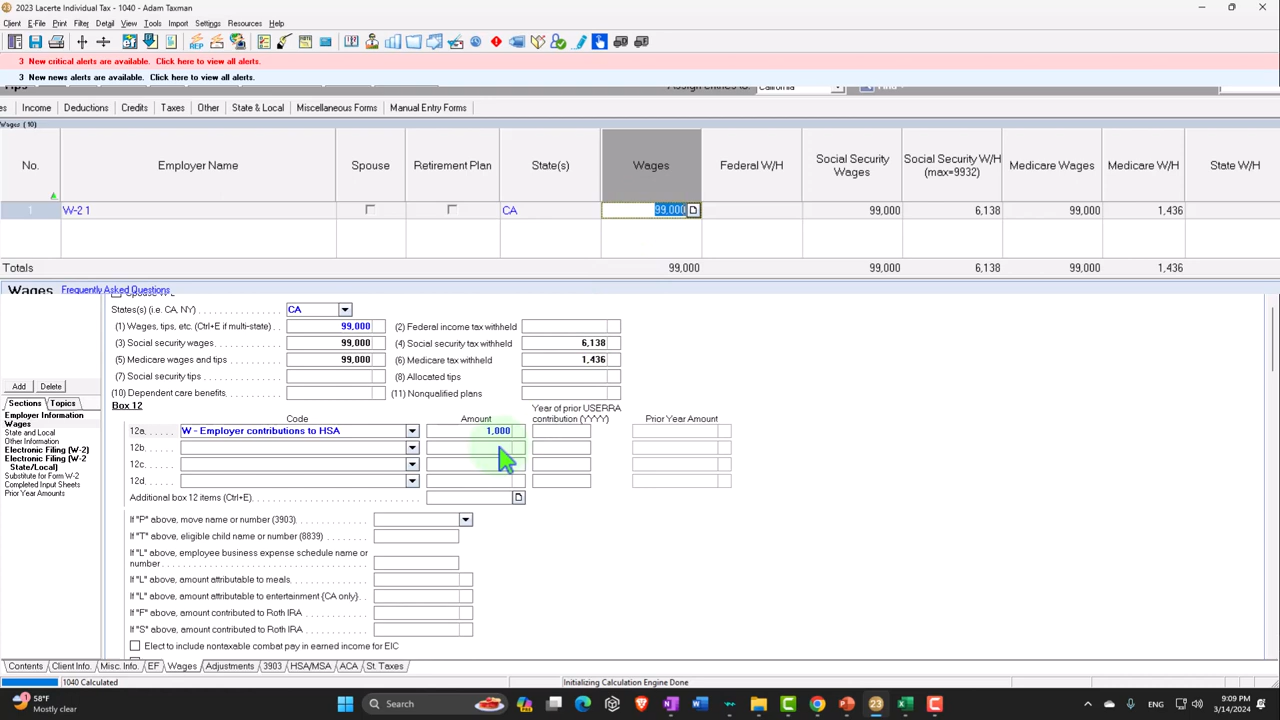 23 2023 Lacerte Individual Tax - 1040 - Adam Taxman
Client E-File Print Filter Detail View Tools Import Settings Resources Help
3 New critical alerts are available. Click here to view all alerts.
3 New news alerts are available. Click here to view all alerts.
Income Deductions Credits Taxes Other State & Local Miscellaneous Forms Manual Entry Forms
Wages (10)
No. Employer Name Spouse Retirement Plan State(s) Wages Federal W/H Social Security Wages Social Security W/H (max=9932) Medicare Wages Medicare W/H State W/H
1 W-2 1 CA 99,000 99,000 6,138 99,000 1,436
Totals 99,000 99,000 6,138 99,000 1,436
Wages Frequently Asked Questions
States(s) (i.e. CA, NY) CA
(1) Wages, tips, etc. (Ctrl+E if multi-state) 99,000 (2) Federal income tax withheld
(3) Social security wages 99,000 (4) Social security tax withheld 6,138
(5) Medicare wages and tips 99,000 (6) Medicare tax withheld 1,436
(7) Social security tips (8) Allocated tips
(10) Dependent care benefits (11) Nonqualified plans
Add Delete
Sections Topics
Employer Information
Wages
State and Local
Other Information
Electronic Filing (W-2)
Electronic Filing (W-2 State/Local)
Substitute for Form W-2
Completed Input Sheets
Prior Year Amounts
Box 12
Code Amount Year of prior USERRA contribution (YYYY) Prior Year Amount
12a. W - Employer contributions to HSA 1,000
12b.
12c.
12d.
Additional box 12 items (Ctrl+E)
If "P" above, move name or number (3903)
If "T" above, eligible child name or number (8839)
If "L" above, employee business expense schedule name or
number
If "L" above, amount attributable to meals
If "L" above, amount attributable to entertainment {CA only}
If "F" above, amount contributed to Roth IRA
If "S" above, amount contributed to Roth IRA
Elect to include nontaxable combat pay in earned income for EIC
Contents Client Info. Misc. Info. EF Wages Adjustments 3903 HSA/MSA ACA St. Taxes
1040 Calculated Initializing Calculation Engine Done
58°F
Mostly clear
Search
23
ENG
9:09 PM
3/14/2024